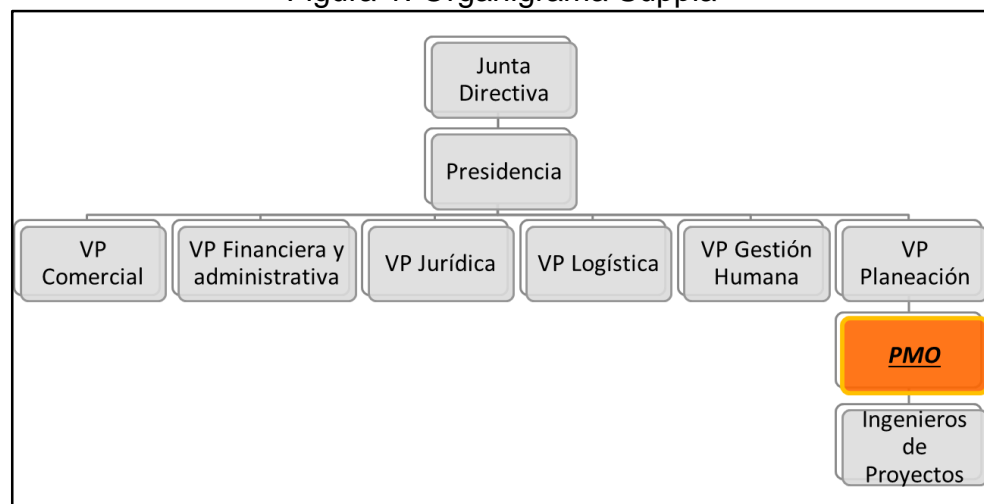 Figura 1. Organigrama Suppla
Junta
Directiva
Presidencia
VP
Comercial
VP Financiera y
administrativa
VP Jurídica
VP Logística
VP Gestión
Humana
VP
Planeación
PMO
Ingenieros
de
Proyectos